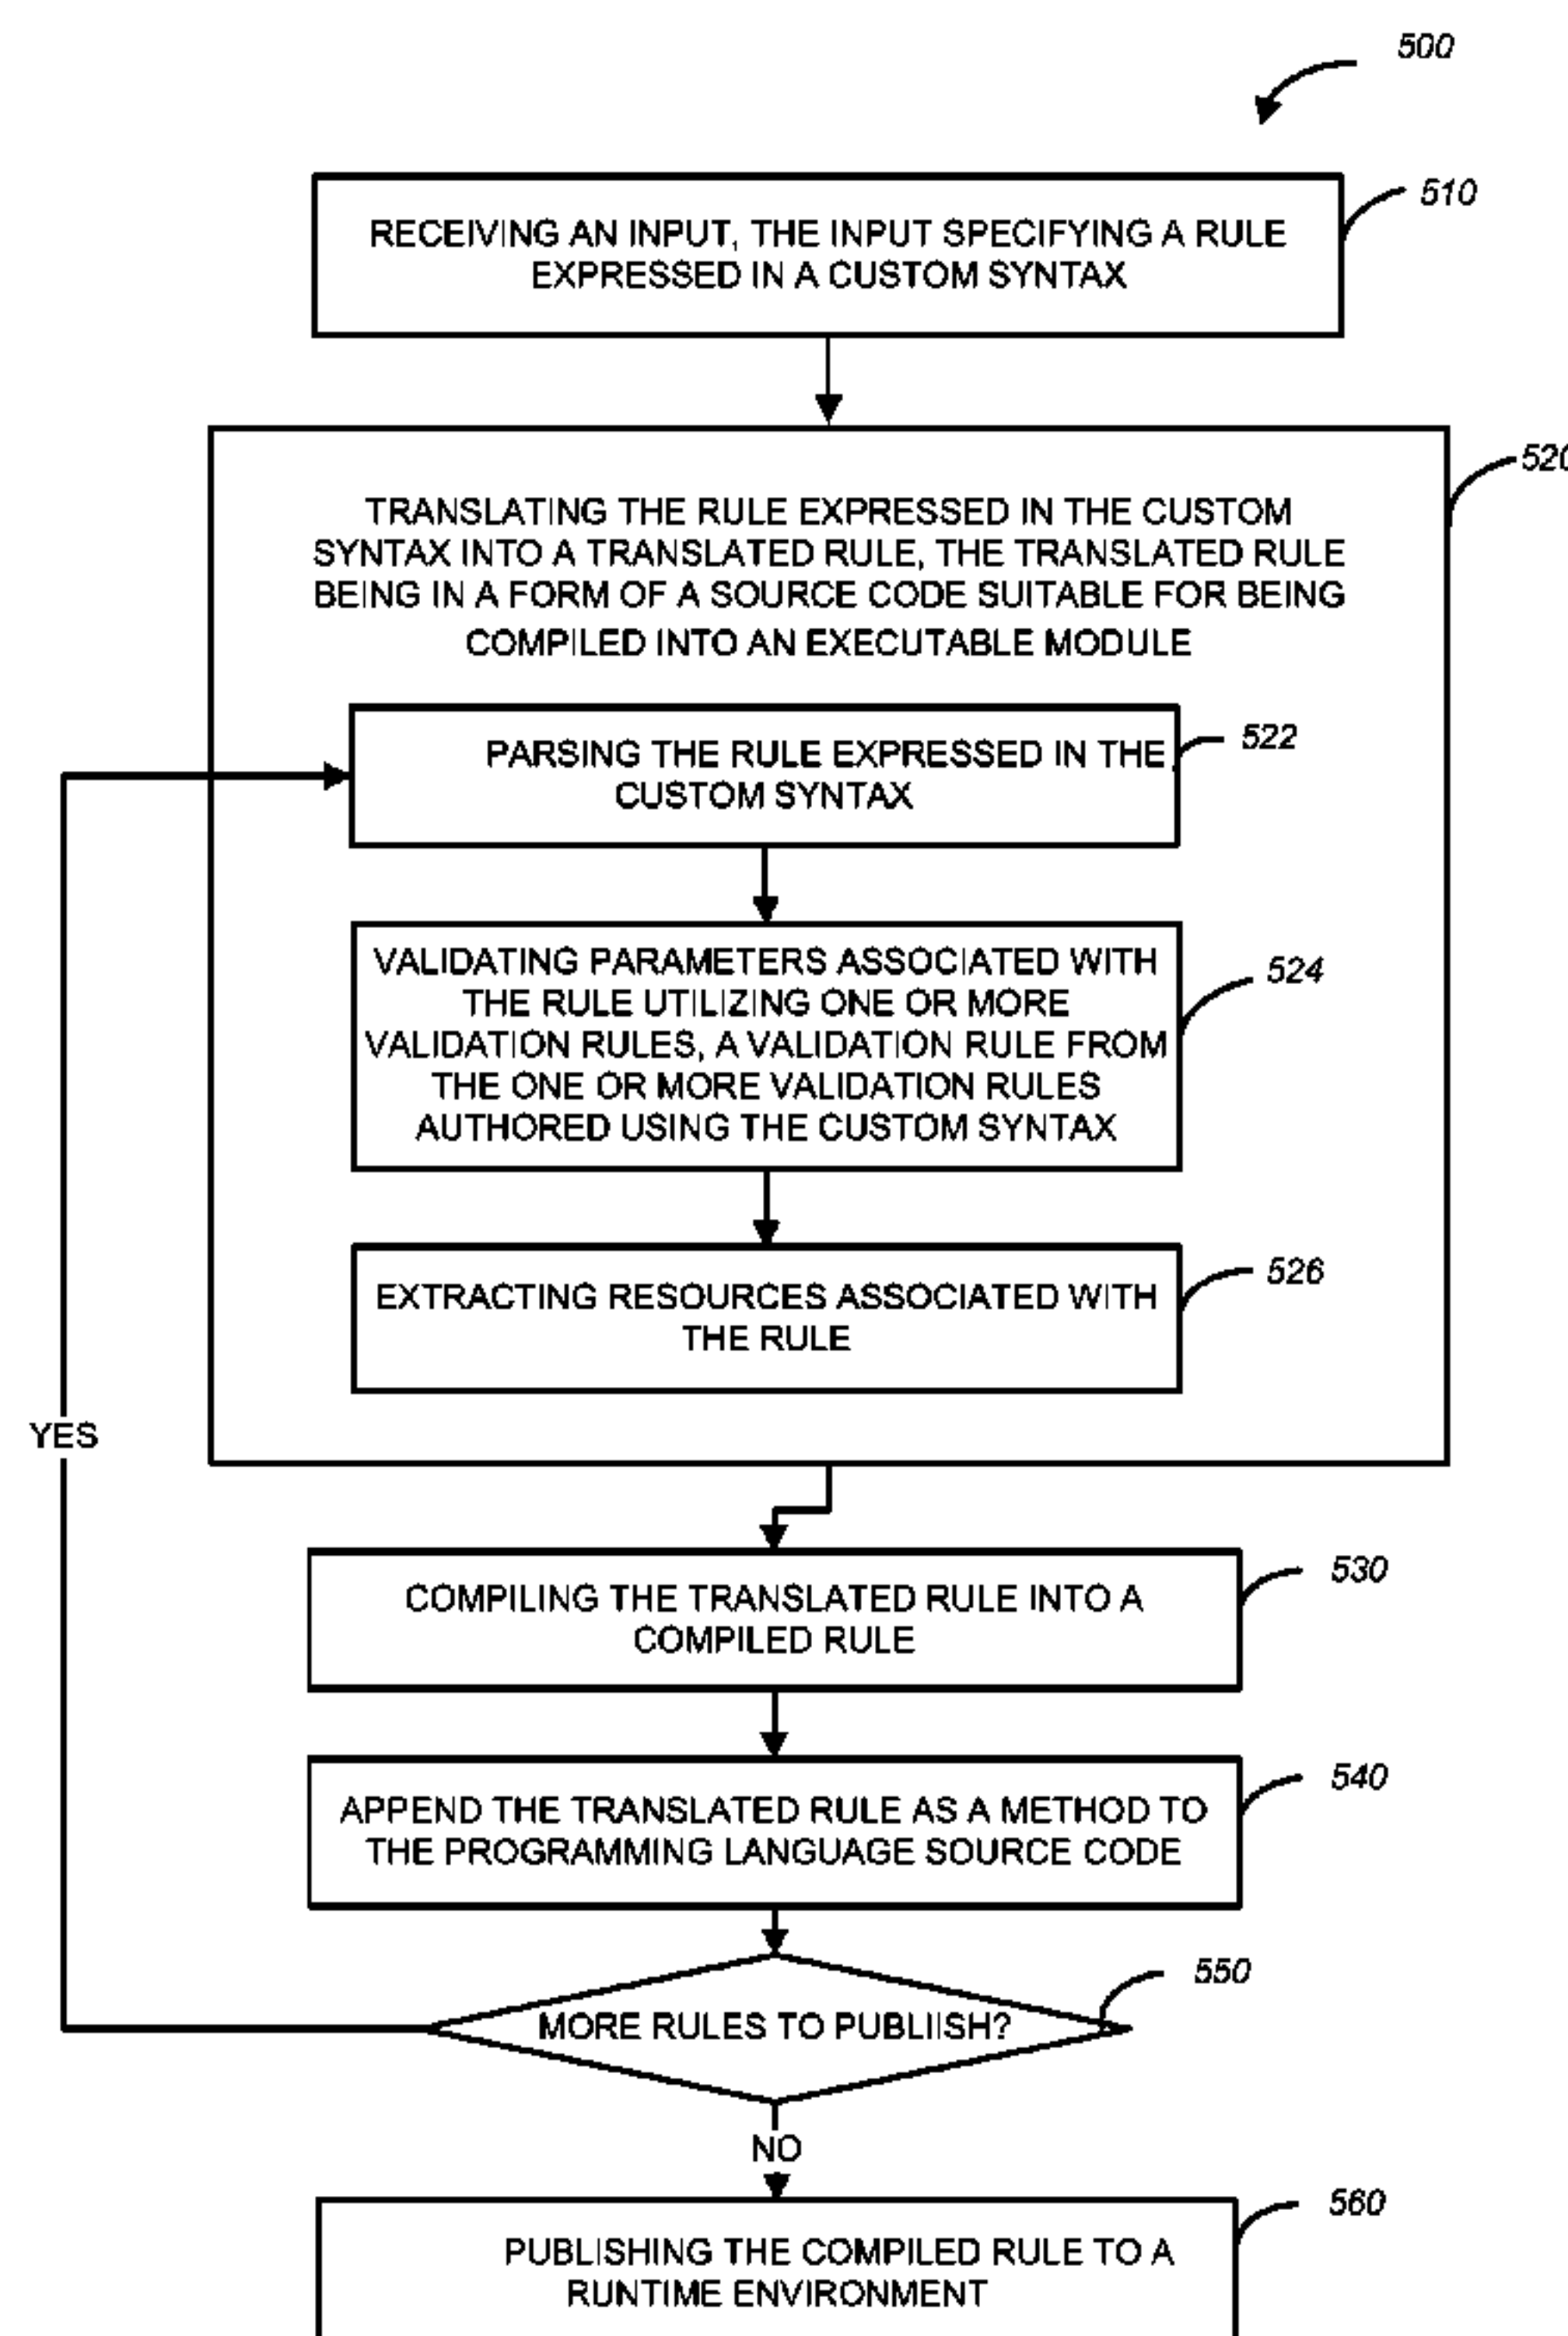 500
510
RECEIVING AN INPUT, THE INPUT SPECIFYING A RULE
EXPRESSED IN A CUSTOM SYNTAX
520
TRANSLATING THE RULE EXPRESSED IN THE CUSTOM
SYNTAX INTO A TRANSLATED RULE, THE TRANSLATED RULE
BEING IN A FORM OF A SOURCE CODE SUITABLE FOR BEING
COMPILED INTO AN EXECUTABLE MODULE
522
PARSING THE RULE EXPRESSED IN THE
CUSTOM SYNTAX
524
VALIDATING PARAMETERS ASSOCIATED WITH
THE RULE UTILIZING ONE OR MORE
VALIDATION RULES, A VALIDATION RULE FROM
THE ONE OR MORE VALIDATION RULES
AUTHORED USING THE CUSTOM SYNTAX
526
EXTRACTING RESOURCES ASSOCIATED WITH
THE RULE
YES
530
COMPILING THE TRANSLATED RULE INTO A
COMPILED RULE
540
APPEND THE TRANSLATED RULE AS A METHOD TO
THE PROGRAMMING LANGUAGE SOURCE CODE
550
MORE RULES TO PUBLIISH?
NO
560
PUBLISHING THE COMPILED RULE TO A
RUNTIME ENVIRONMENT